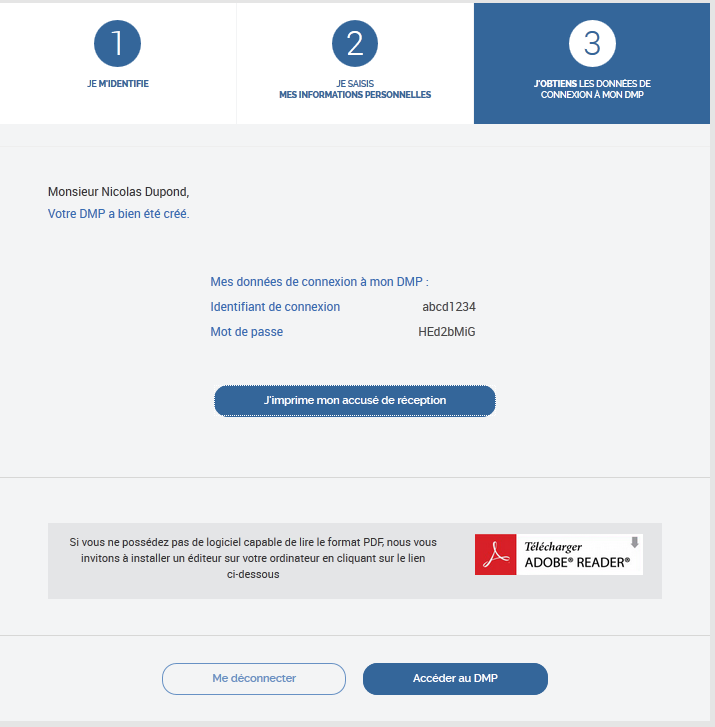 1
JE M'IDENTIFIE
2
JE SAISIS
MES INFORMATIONS PERSONNELLES
3
J'OBTIENS LES DONNÉES DE
CONNEXION À MON DMP
Monsieur Nicolas Dupond,
Votre DMP a bien été créé.
Mes données de connexion à mon DMP :
Identifiant de connexion abcd1234
Mot de passe HEd2bMiG
J'imprime mon accusé de réception
Si vous ne possédez pas de logiciel capable de lire le format PDF, nous vous
invitons à installer un éditeur sur votre ordinateur en cliquant sur le lien
ci-dessous
Télécharger
ADOBE® READER®
Me déconnecter
Accéder au DMP